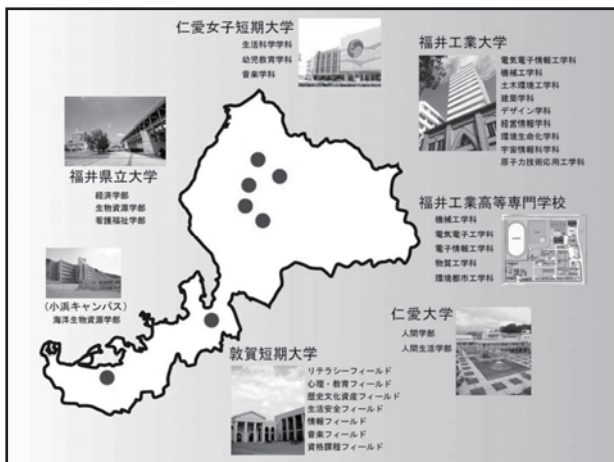 仁愛女子短期大学
生活科学学科
幼児教育学科
音楽学科
福井工業大学
電気電子情報工学科
機械工学科
土木環境工学科
建築学科
デザイン学科
経営情報学科
環境生命化学科
宇宙情報科学科
原子力技術応用工学科
福井県立大学
経済学部
生物資源学部
看護福祉学部
福井工業高等専門学校
機械工学科
電気電子工学科
電子情報工学科
物質工学科
環境都市工学科
(小浜キャンパス)
海洋生物資源学部
仁愛大学
人間学部
人間生活学部
敦賀短期大学
リテラシーフィールド
心理・教育フィールド
歴史文化資産フィールド
生活安全フィールド
情報フィールド
音楽フィールド
資格課程フィールド